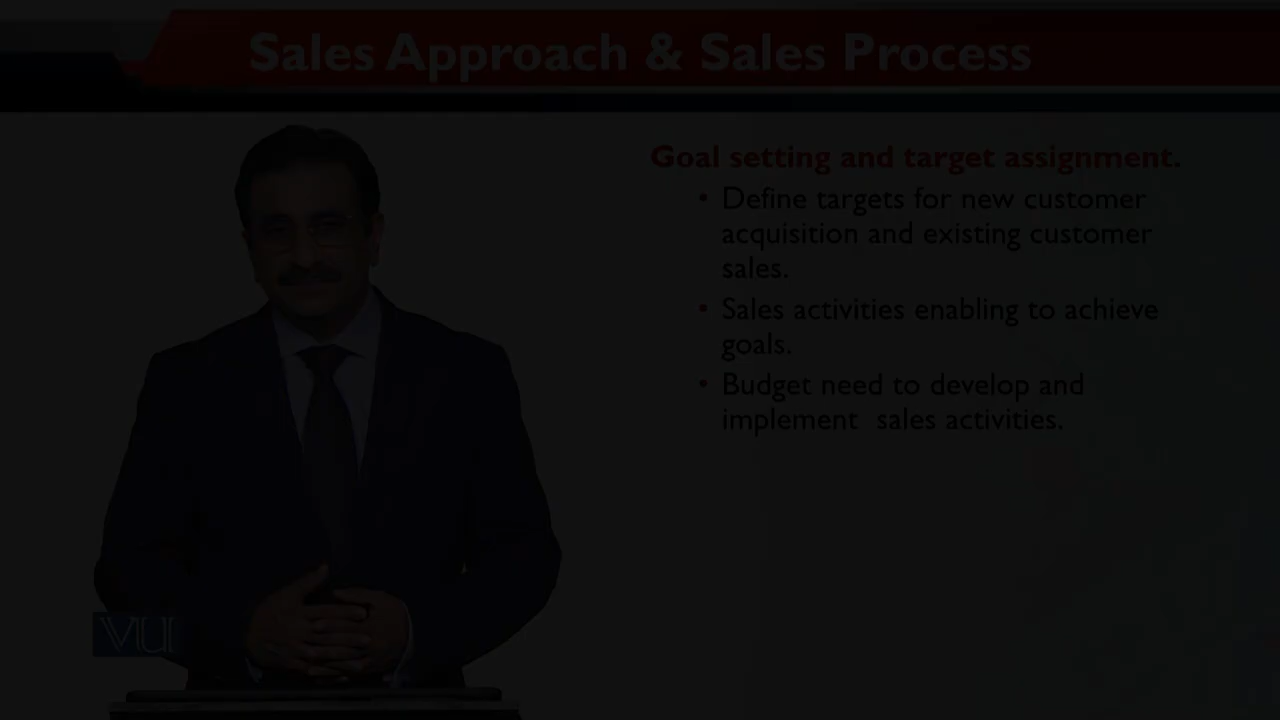 Sales Approach & Sales Process
Goal setting and target assignment.
• Define targets for new customer
acquisition and existing customer
sales.
• Sales activities enabling to achieve
goals.
• Budget need to develop and
implement  sales activities.
VU